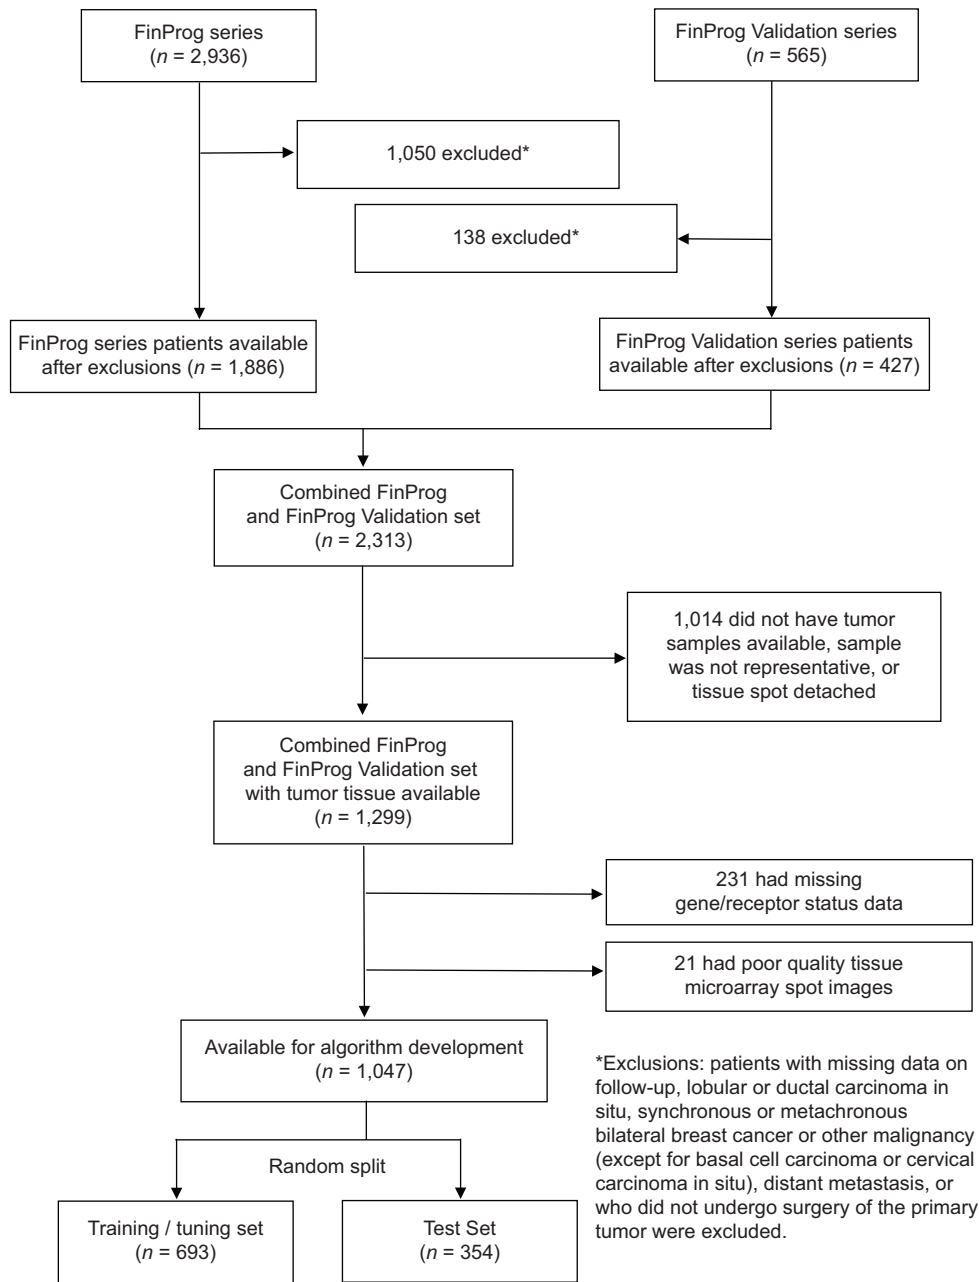 FinProg series
(n = 2,936)
FinProg Validation series
(n = 565)
1,050 excluded*
138 excluded*
FinProg series patients available
after exclusions (n = 1,886)
FinProg Validation series patients
available after exclusions (n = 427)
Combined FinProg
and FinProg Validation set
(n = 2,313)
1,014 did not have tumor
samples available, sample
was not representative, or
tissue spot detached
Combined FinProg
and FinProg Validation set
with tumor tissue available
(n = 1,299)
231 had missing
gene/receptor status data
21 had poor quality tissue
microarray spot images
Available for algorithm development
(n = 1,047)
Random split
Training / tuning set
(n = 693)
Test Set
(n = 354)
*Exclusions: patients with missing data on
follow-up, lobular or ductal carcinoma in
situ, synchronous or metachronous
bilateral breast cancer or other malignancy
(except for basal cell carcinoma or cervical
carcinoma in situ), distant metastasis, or
who did not undergo surgery of the primary
tumor were excluded.